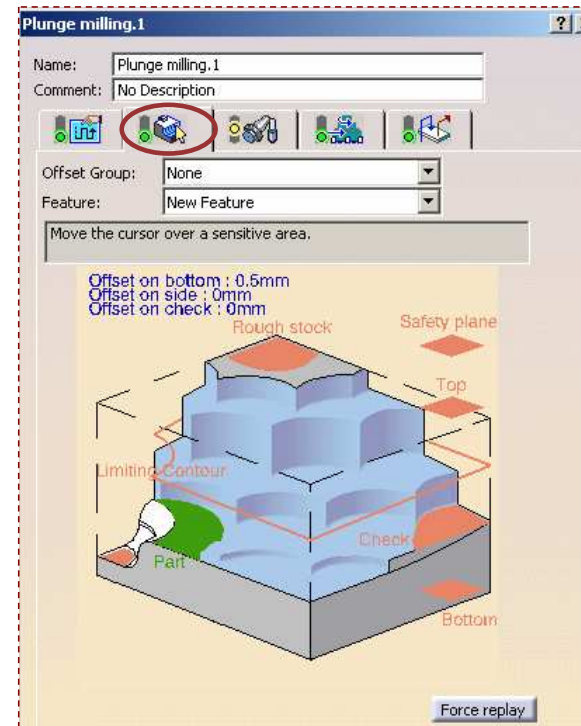 Plunge milling.1
Name: Plunge milling.1
Comment: No Description
Offset Group: None
Feature: New Feature
Move the cursor over a sensitive area.
Offset on bottom : 0.5mm
Offset on side : 0mm
Offset on check : 0mm
Rough stock
Safety plane
Top
Limiting Contour
Check
Part
Bottom
Force replay